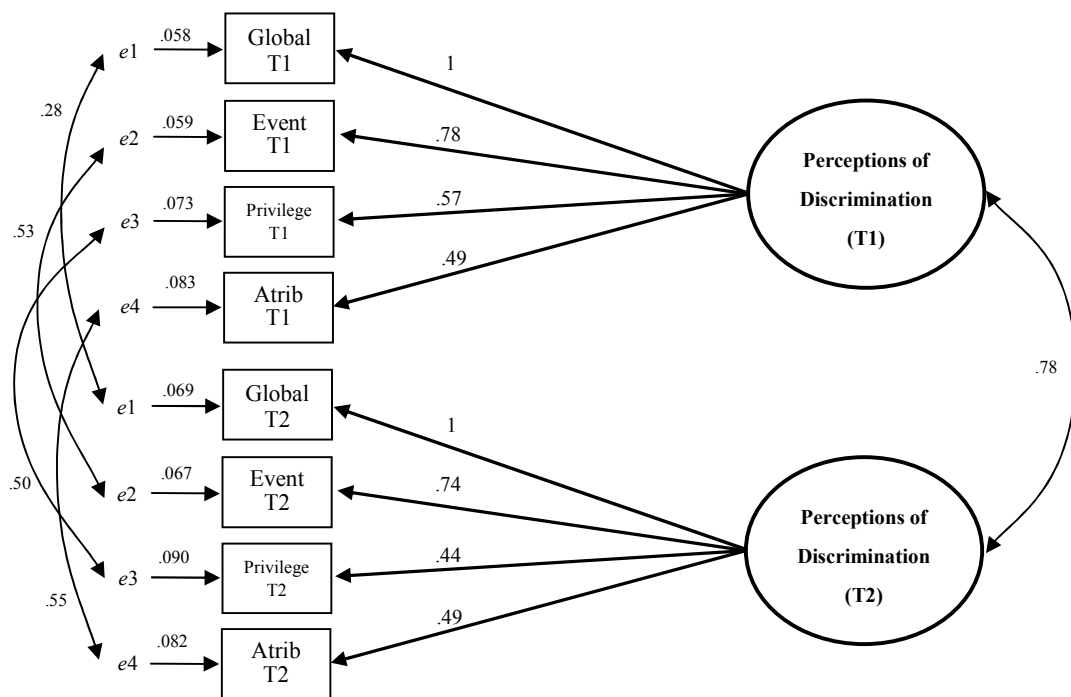 e1
.058
Global
T1
1
.28
e2
.059
Event
T1
.78
Perceptions of
Discrimination
(T1)
e3
.073
Privilege
T1
.57
.53
e4
.083
Atrib
T1
.49
.78
e1
.069
Global
T2
1
e2
.067
Event
T2
.74
.50
Perceptions of
Discrimination
(T2)
e3
.090
Privilege
T2
.44
.55
e4
.082
Atrib
T2
.49